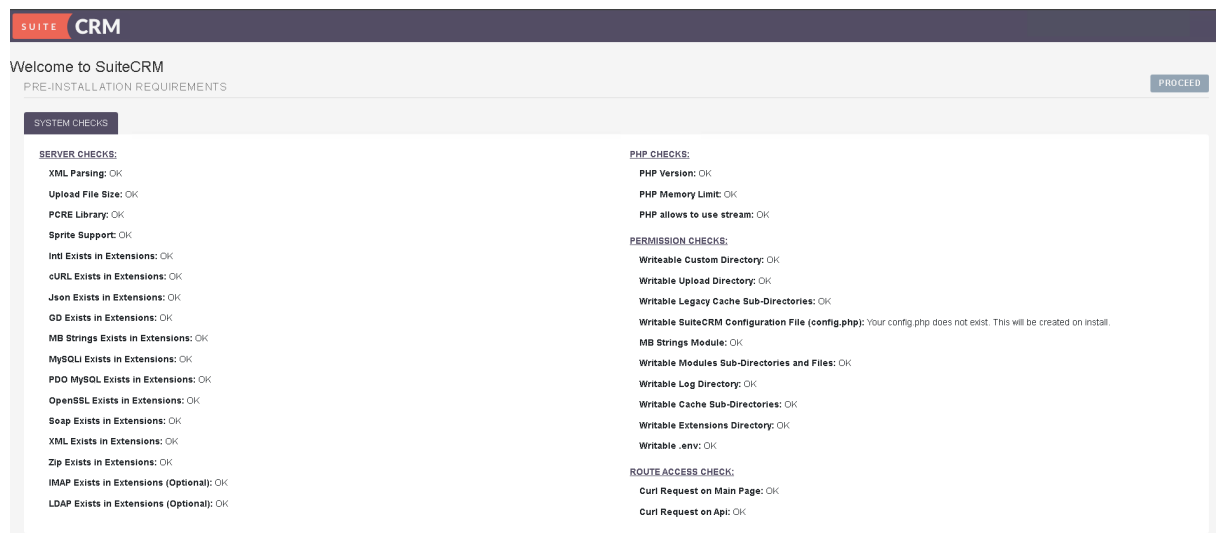 SUITE CRM
Welcome to SuiteCRM
PRE-INSTALLATION REQUIREMENTS
PROCEED
SYSTEM CHECKS
SERVER CHECKS:
XML Parsing: OK
Upload File Size: OK
PCRE Library: OK
Sprite Support: OK
Intl Exists in Extensions: OK
cURL Exists in Extensions: OK
Json Exists in Extensions: OK
GD Exists in Extensions: OK
MB Strings Exists in Extensions: OK
MySQLi Exists in Extensions: OK
PDO MySQL Exists in Extensions: OK
OpenSSL Exists in Extensions: OK
Soap Exists in Extensions: OK
XML Exists in Extensions: OK
Zip Exists in Extensions: OK
IMAP Exists in Extensions (Optional): OK
LDAP Exists in Extensions (Optional): OK
PHP CHECKS:
PHP Version: OK
PHP Memory Limit: OK
PHP allows to use stream: OK
PERMISSION CHECKS:
Writeable Custom Directory: OK
Writable Upload Directory: OK
Writable Legacy Cache Sub-Directories: OK
Writable SuiteCRM Configuration File (config.php): Your config.php does not exist. This will be created on install.
MB Strings Module: OK
Writable Modules Sub-Directories and Files: OK
Writable Log Directory: OK
Writable Cache Sub-Directories: OK
Writable Extensions Directory: OK
Writable .env: OK
ROUTE ACCESS CHECK:
Curl Request on Main Page: OK
Curl Request on Api: OK